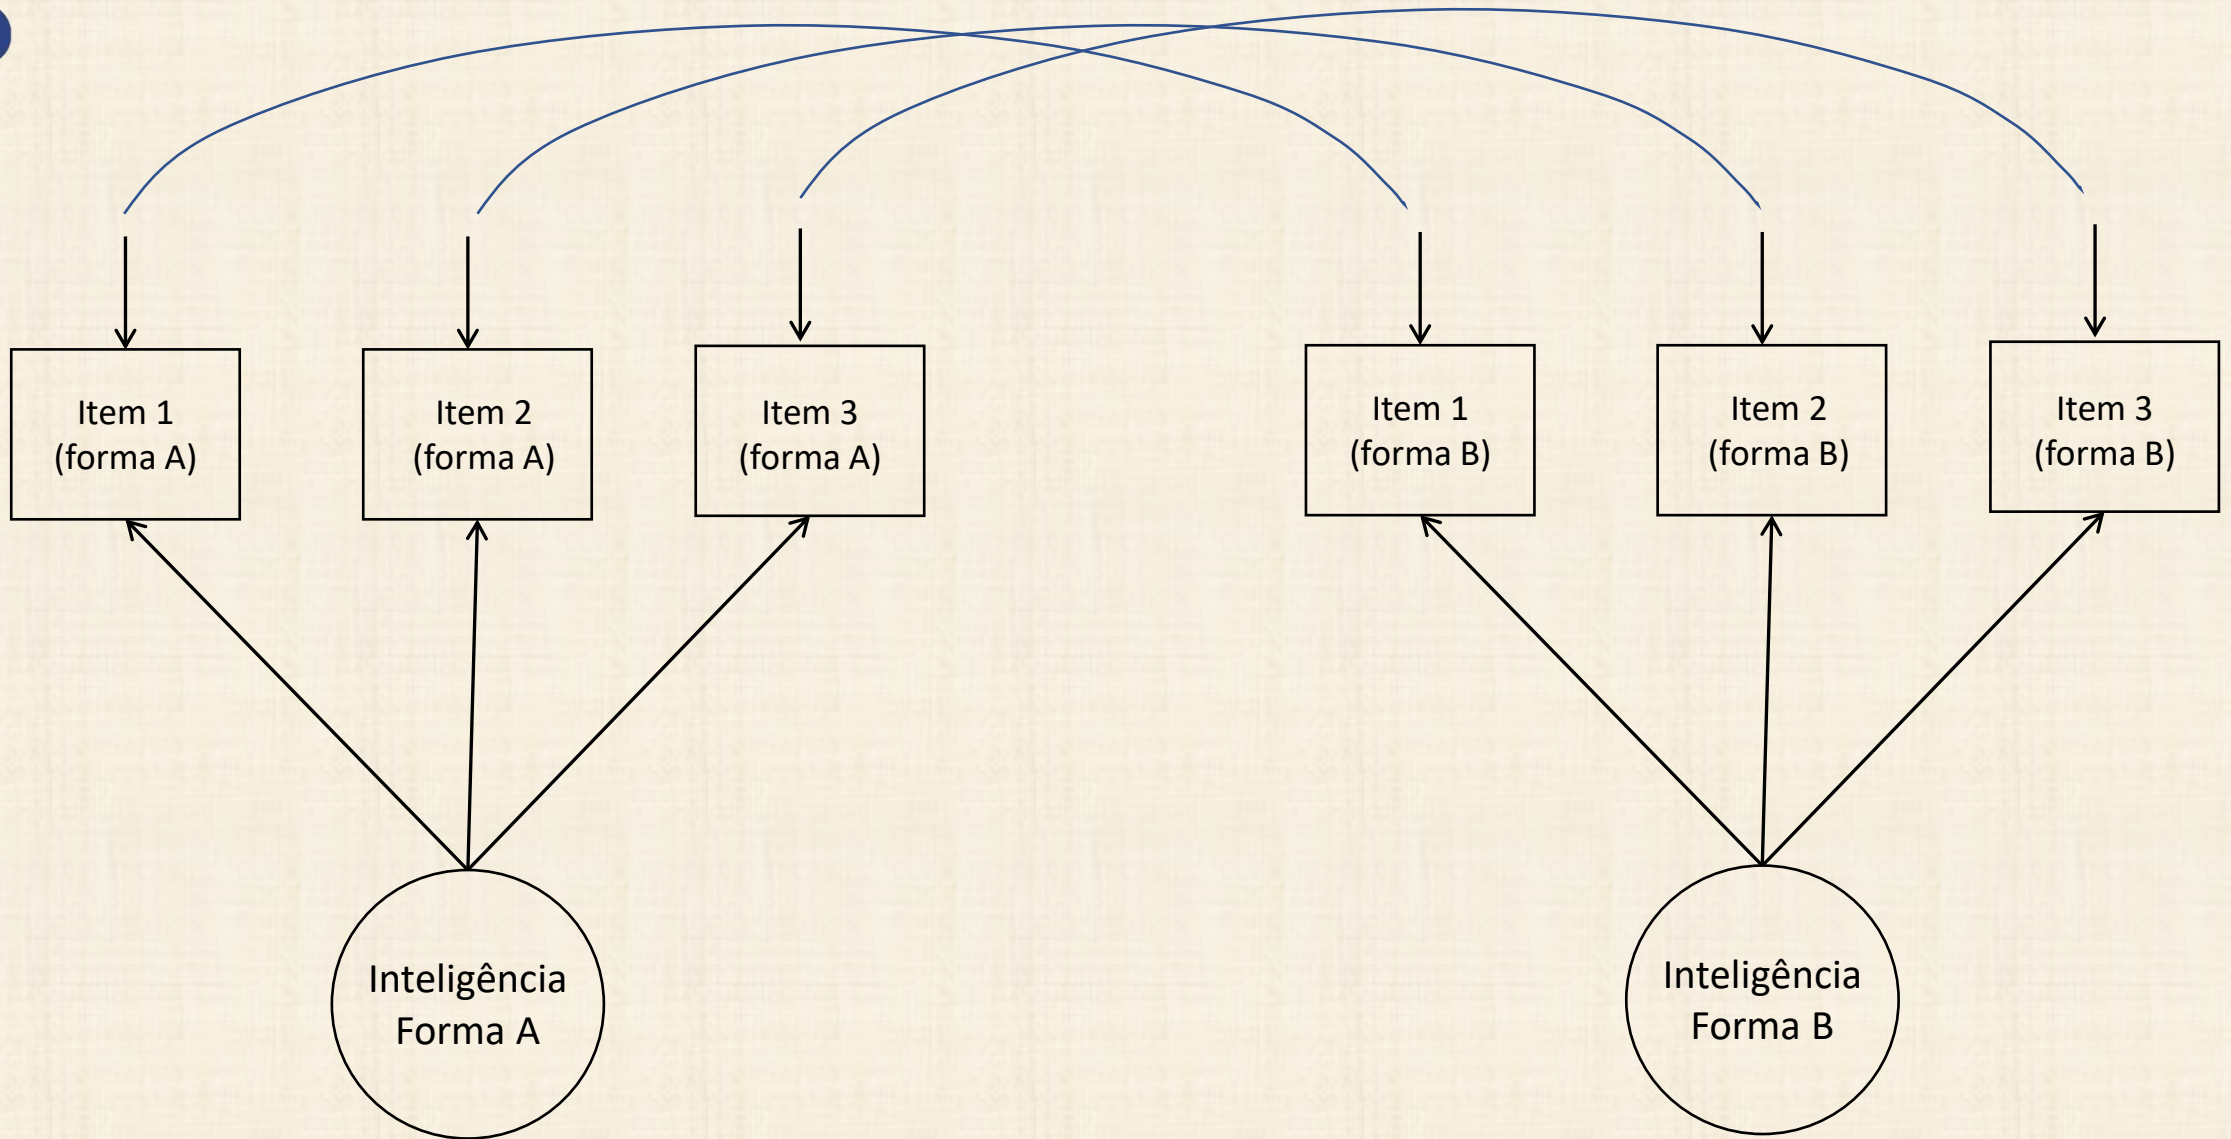 Item 1
(forma A)
Item 2
(forma A)
Item 3
(forma A)
Item 1
(forma B)
Item 2
(forma B)
Item 3
(forma B)
Inteligência
Forma A
Inteligência
Forma B